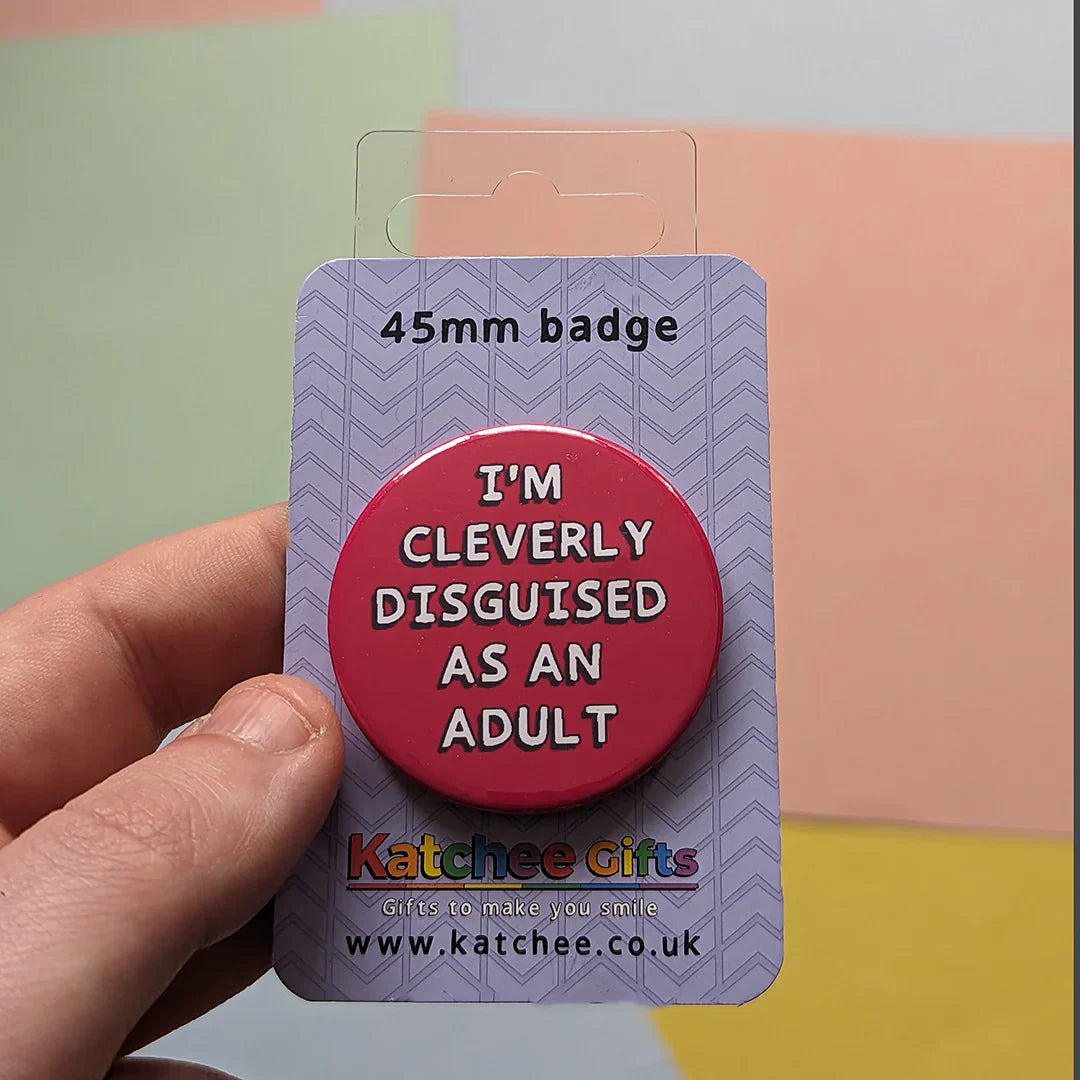 45mm badge
I'M
CLEVERLY
DISGUISED
AS AN
ADULT
Katchee Gifts
Gifts to make you smile
www.katchee.co.uk